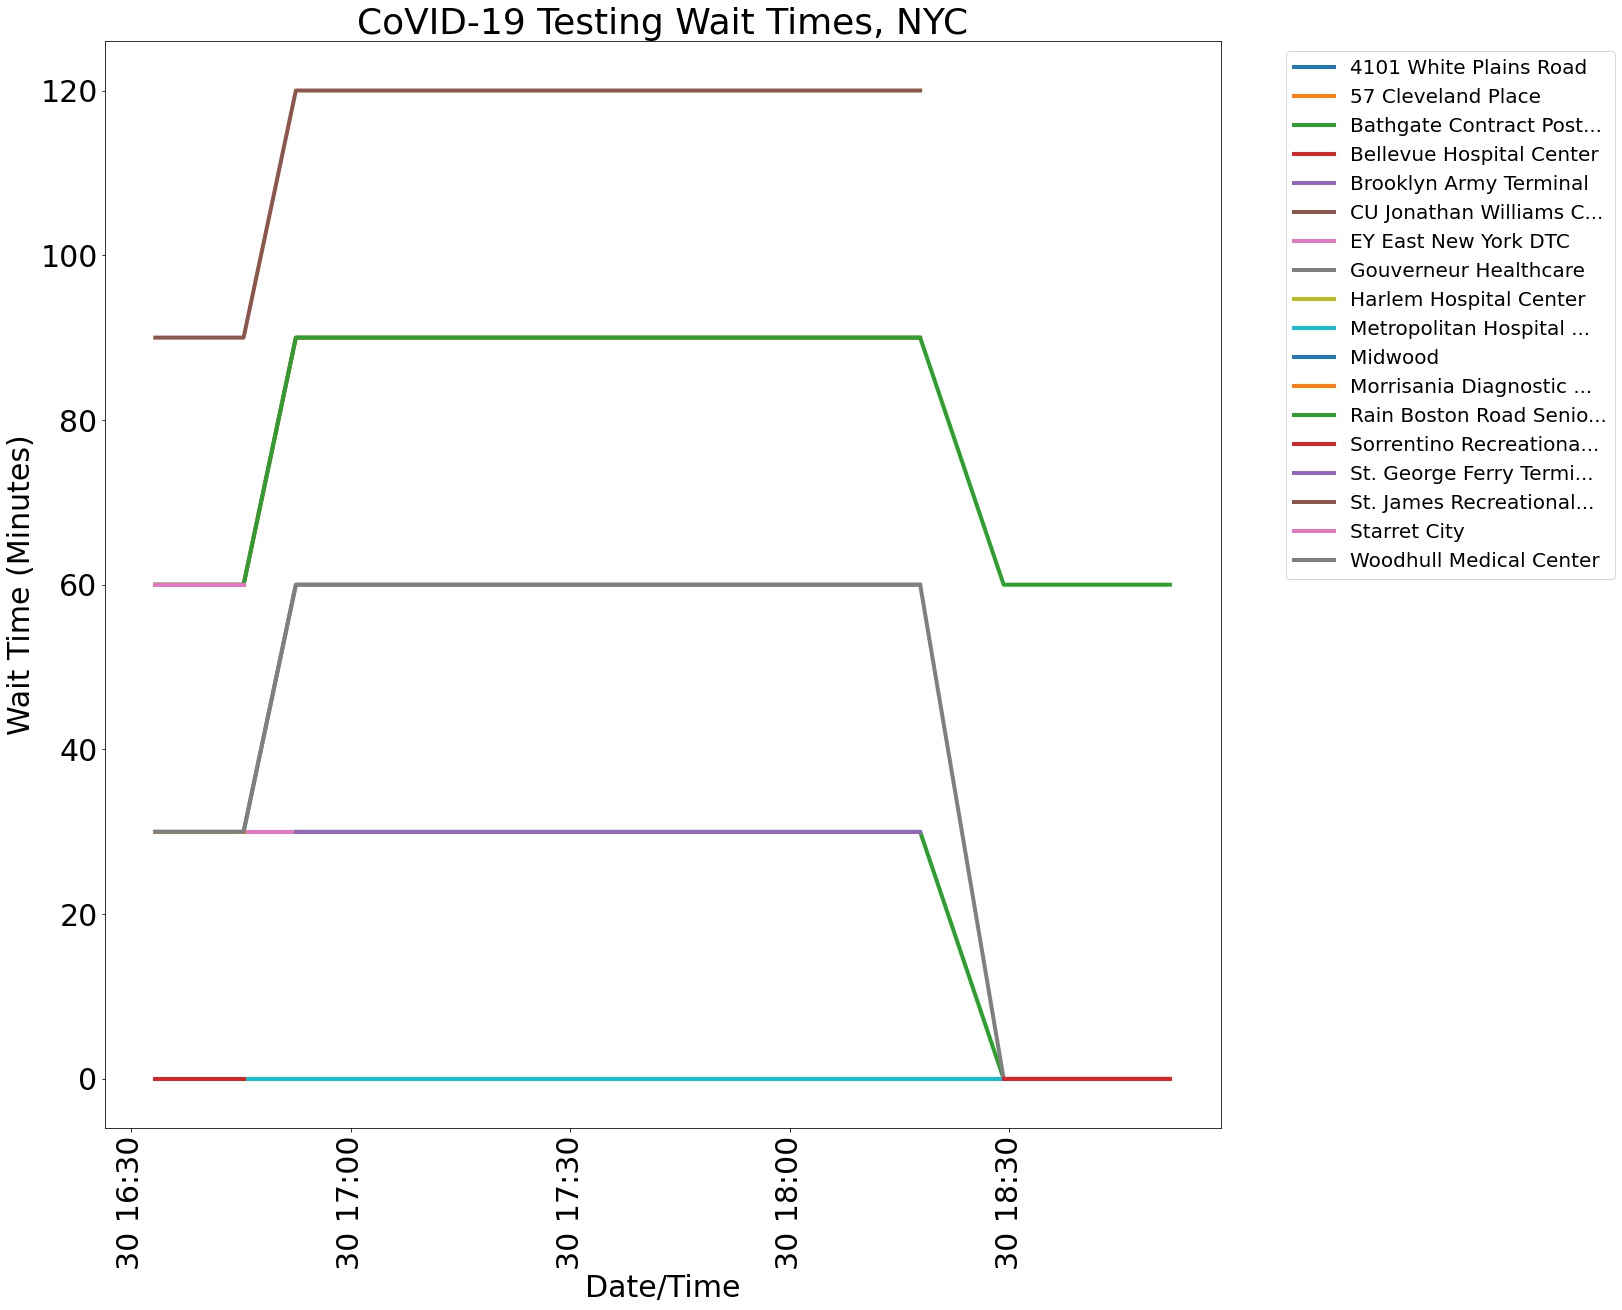 CoVID-19 Testing Wait Times, NYC
120
100
80
60
40
20
0
Wait Time (Minutes)
30 16:30
30 17:00
30 17:30
30 18:00
30 18:30
Date/Time
4101 White Plains Road
57 Cleveland Place
Bathgate Contract Post...
Bellevue Hospital Center
Brooklyn Army Terminal
CU Jonathan Williams C...
EY East New York DTC
Gouverneur Healthcare
Harlem Hospital Center
Metropolitan Hospital ...
Midwood
Morrisania Diagnostic ...
Rain Boston Road Senio...
Sorrentino Recreationa...
St. George Ferry Termi...
St. James Recreational...
Starret City
Woodhull Medical Center